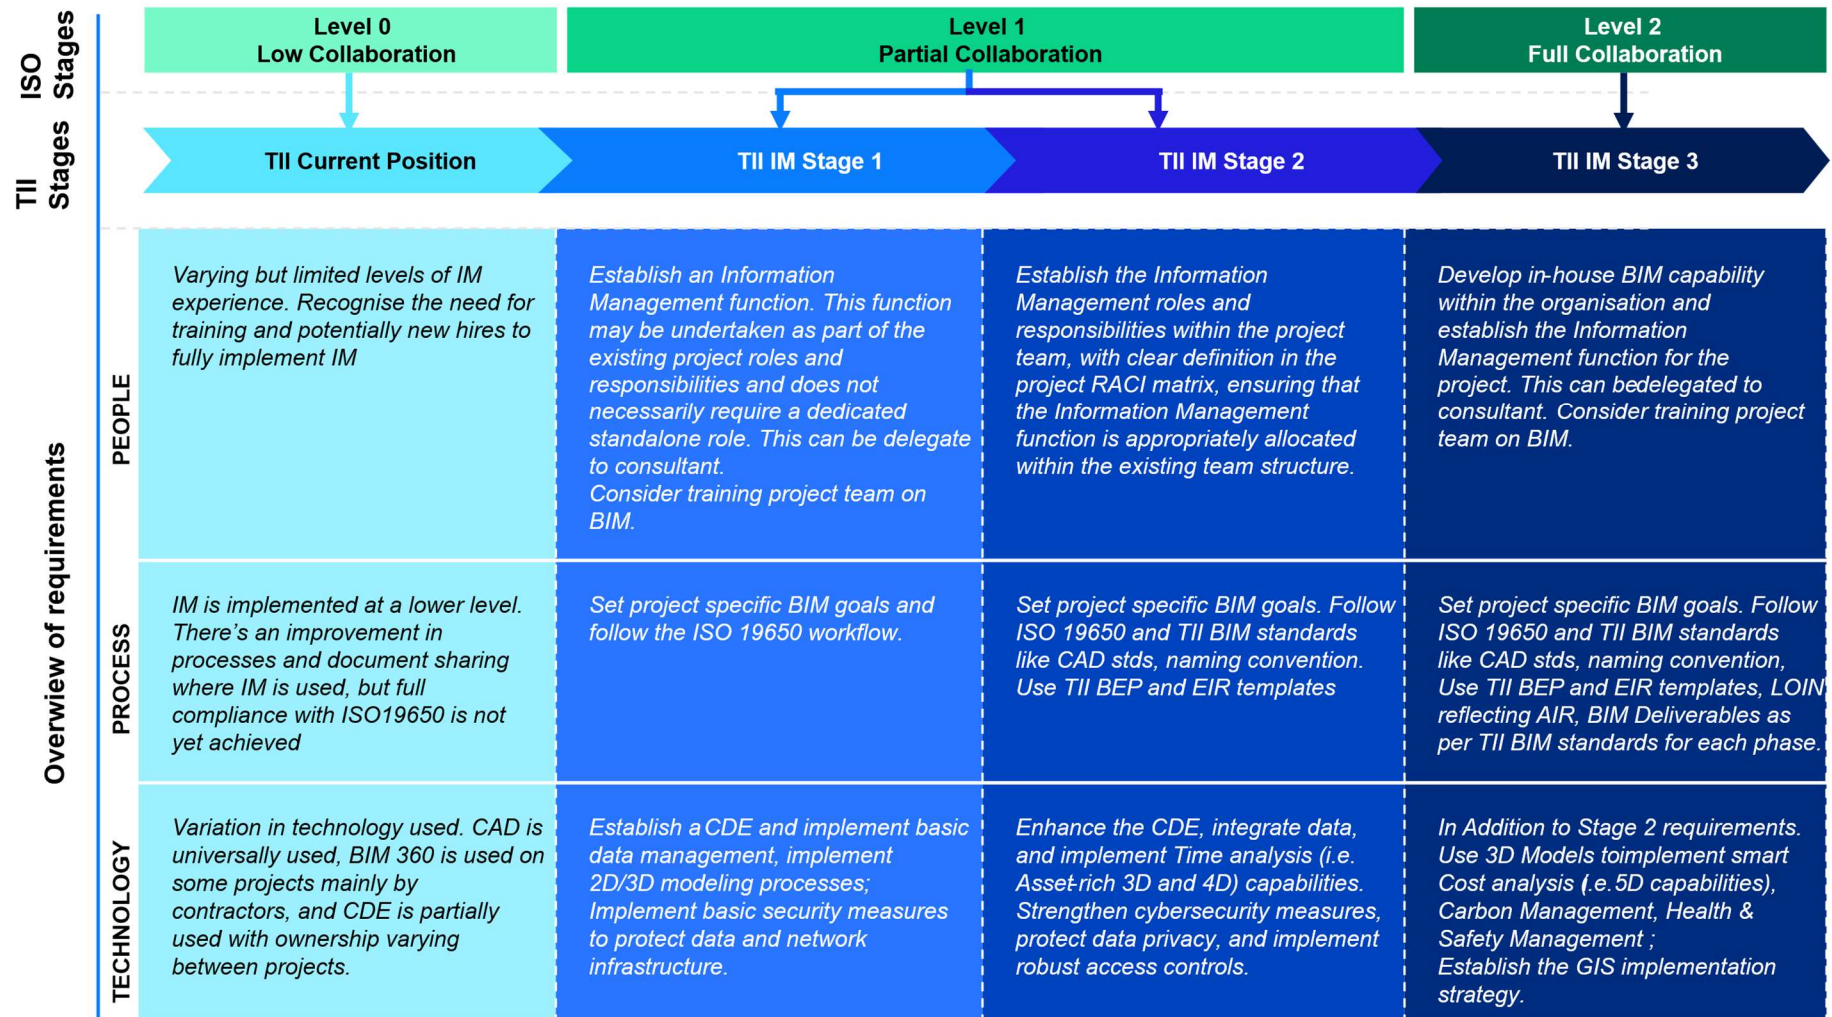 ISO
Stages
Level 0
Low Collaboration
Level 1
Partial Collaboration
Level 2
Full Collaboration
TII
Stages
TII Current Position
TII IM Stage 1
TII IM Stage 2
TII IM Stage 3
Overwiew of requirements
PEOPLE
Varying but limited levels of IM
experience. Recognise the need for
training and potentially new hires to
fully implement IM
Establish an Information
Management function. This function
may be undertaken as part of the
existing project roles and
responsibilities and does not
necessarily require a dedicated
standalone role. This can be delegate
to consultant.
Consider training project team on
BIM.
Establish the Information
Management roles and
responsibilities within the project
team, with clear definition in the
project RACI matrix, ensuring that
the Information Management
function is appropriately allocated
within the existing team structure.
Develop in-house BIM capability
within the organisation and
establish the Information
Management function for the
project. This can bedelegated to
consultant. Consider training project
team on BIM.
PROCESS
IM is implemented at a lower level.
There's an improvement in
processes and document sharing
where IM is used, but full
compliance with ISO19650 is not
yet achieved
Set project specific BIM goals and
follow the ISO 19650 workflow.
Set project specific BIM goals. Follow
ISO 19650 and TII BIM standards
like CAD stds, naming convention.
Use TII BEP and EIR templates
Set project specific BIM goals. Follow
ISO 19650 and TII BIM standards
like CAD stds, naming convention,
Use TII BEP and EIR templates, LOIN
reflecting AIR, BIM Deliverables as
per TII BIM standards for each phase.
TECHNOLOGY
Variation in technology used. CAD is
universally used, BIM 360 is used on
some projects mainly by
contractors, and CDE is partially
used with ownership varying
between projects.
Establish a CDE and implement basic
data management, implement
2D/3D modeling processes;
Implement basic security measures
to protect data and network
infrastructure.
Enhance the CDE, integrate data,
and implement Time analysis (i.e.
Asset-rich 3D and 4D) capabilities.
Strengthen cybersecurity measures,
protect data privacy, and implement
robust access controls.
In Addition to Stage 2 requirements.
Use 3D Models toimplement smart
Cost analysis (i.e. 5D capabilities),
Carbon Management, Health &
Safety Management ;
Establish the GIS implementation
strategy.